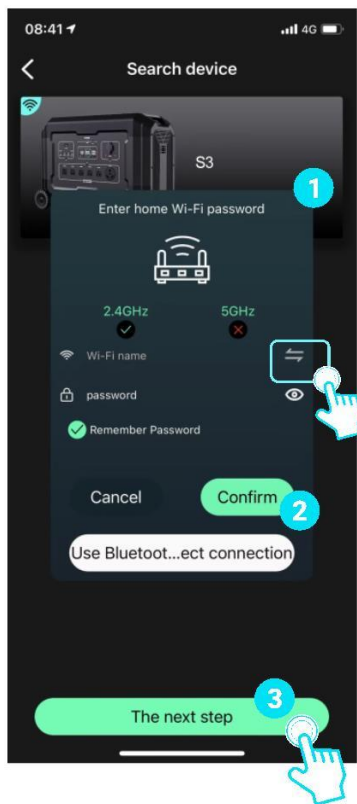 08:41 4G
Search device
S3
1
Enter home Wi-Fi password
2.4GHz 5GHz
Wi-Fi name
password
Remember Password
Cancel Confirm
2
Use Bluetoot...ect connection
3
The next step